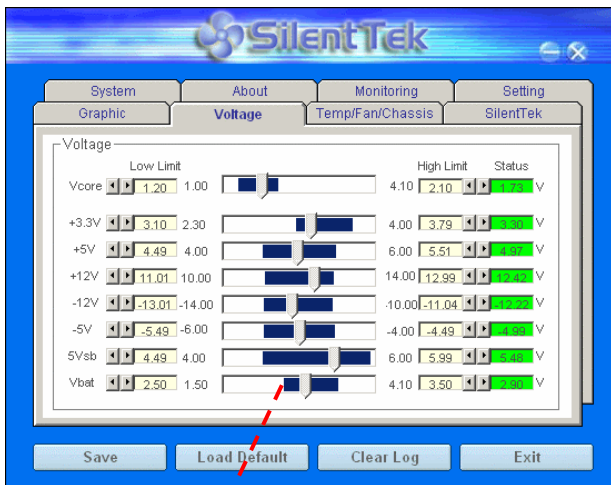 SilentTek
System About Monitoring Setting
Graphic Voltage Temp/Fan/Chassis SilentTek
Voltage
Low Limit High Limit Status
Vcore 1.20 1.00 4.10 2.10 1.73 V
+3.3V 3.10 2.30 4.00 3.79 3.30 V
+5V 4.49 4.00 6.00 5.51 4.97 V
+12V 11.01 10.00 14.00 12.99 12.42 V
-12V -13.01 -14.00 -10.00 -11.04 -12.22 V
-5V -5.49 -6.00 -4.00 -4.49 -4.99 V
5Vsb 4.49 4.00 6.00 5.99 5.48 V
Vbat 2.50 1.50 4.10 3.50 2.90 V
Save Load Default Clear Log Exit